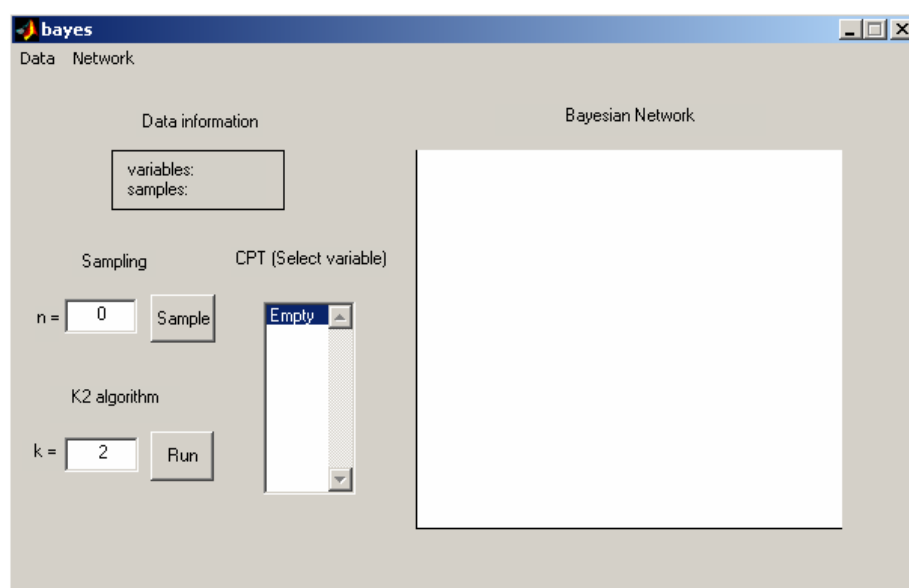 bayes
Data Network
Data information
variables:
samples:
Bayesian Network
Sampling
n = 0 Sample
CPT (Select variable)
Empty
K2 algorithm
k = 2 Run